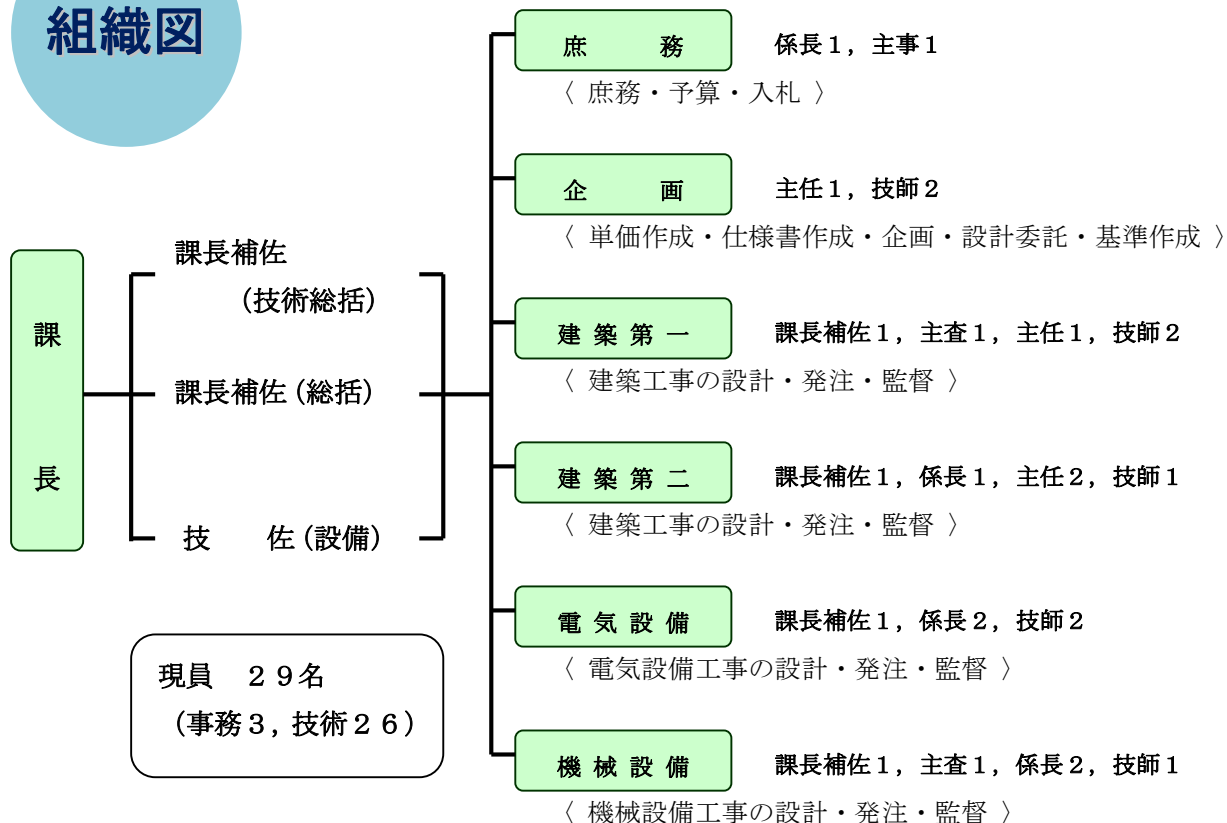 組織図
課長
課長補佐
(技術総括)
課長補佐(総括)
技　佐(設備)
現員　２９名
(事務３，技術２６)
庶　務　係長１，主事１
〈 庶務・予算・入札 〉
企　画　主任１，技師２
〈 単価作成・仕様書作成・企画・設計委託・基準作成 〉
建築第一　課長補佐１，主査１，主任１，技師２
〈 建築工事の設計・発注・監督 〉
建築第二　課長補佐１，係長１，主任２，技師１
〈 建築工事の設計・発注・監督 〉
電気設備　課長補佐１，係長２，技師２
〈 電気設備工事の設計・発注・監督 〉
機械設備　課長補佐１，主査１，係長２，技師１
〈 機械設備工事の設計・発注・監督 〉